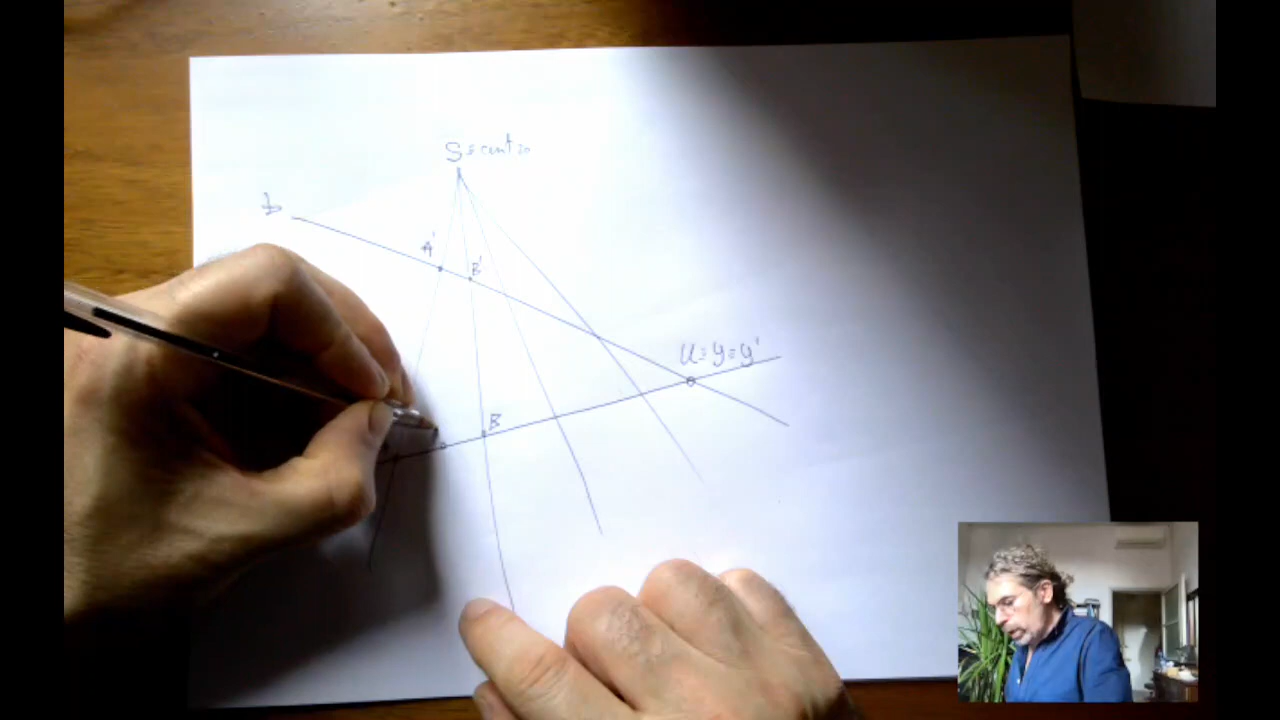 S ≡ centro
b
A'
B'
U ≡ y ≡ y'
B